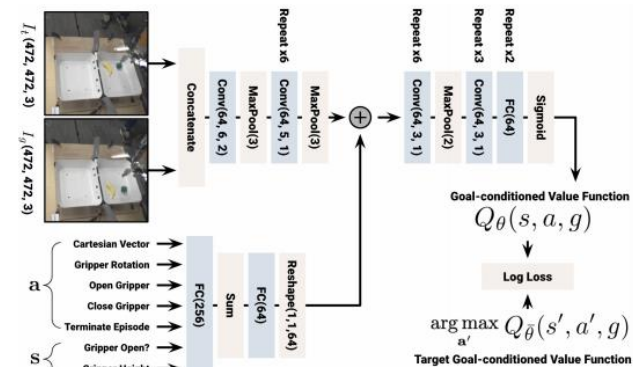 I_t (472, 472, 3)
I_g (472, 472, 3)
Concatenate
Conv(64, 6, 2)
MaxPool(3)
Repeat x6
Conv(64, 5, 1)
MaxPool(3)
+
Repeat x6
Conv(64, 3, 1)
MaxPool(2)
Repeat x3
Conv(64, 3, 1)
Repeat x2
FC(64)
Sigmoid
Goal-conditioned Value Function
Q_θ(s, a, g)
Log Loss
arg max Q_θ̄(s′, a′, g)
a′
Target Goal-conditioned Value Function
a
Cartesian Vector
Gripper Rotation
Open Gripper
Close Gripper
Terminate Episode
s
Gripper Open?
Gripper Height
FC(256)
Sum
FC(64)
Reshape(1,1,64)